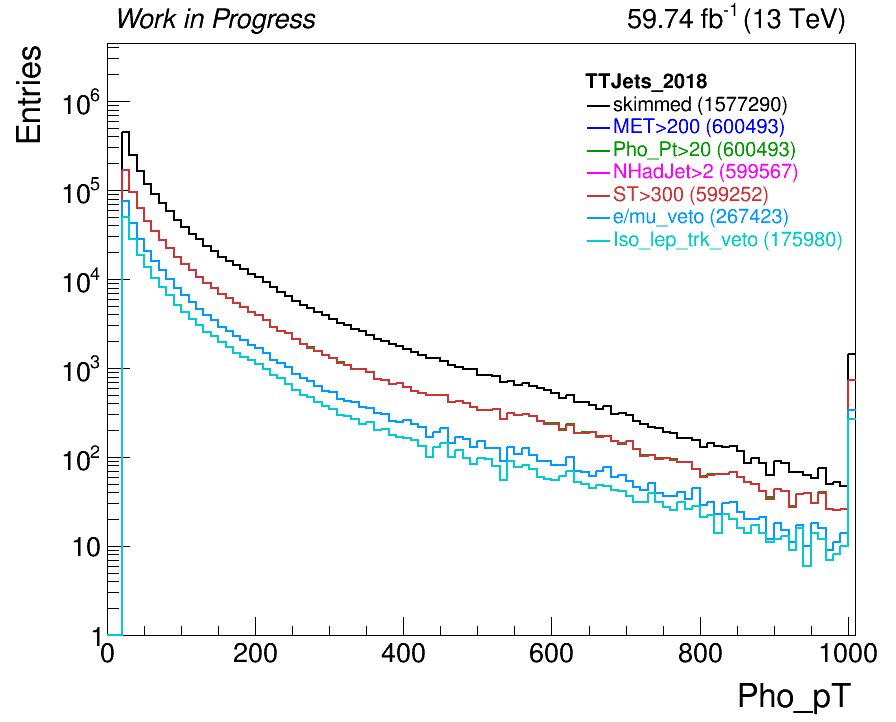 Work in Progress
59.74 fb-1 (13 TeV)
Entries
TTJets_2018
skimmed (1577290)
MET>200 (600493)
Pho_Pt>20 (600493)
NHadJet>2 (599567)
ST>300 (599252)
e/mu_veto (267423)
Iso_lep_trk_veto (175980)
10^6
10^5
10^4
10^3
10^2
10
1
0 200 400 600 800 1000
Pho_pT